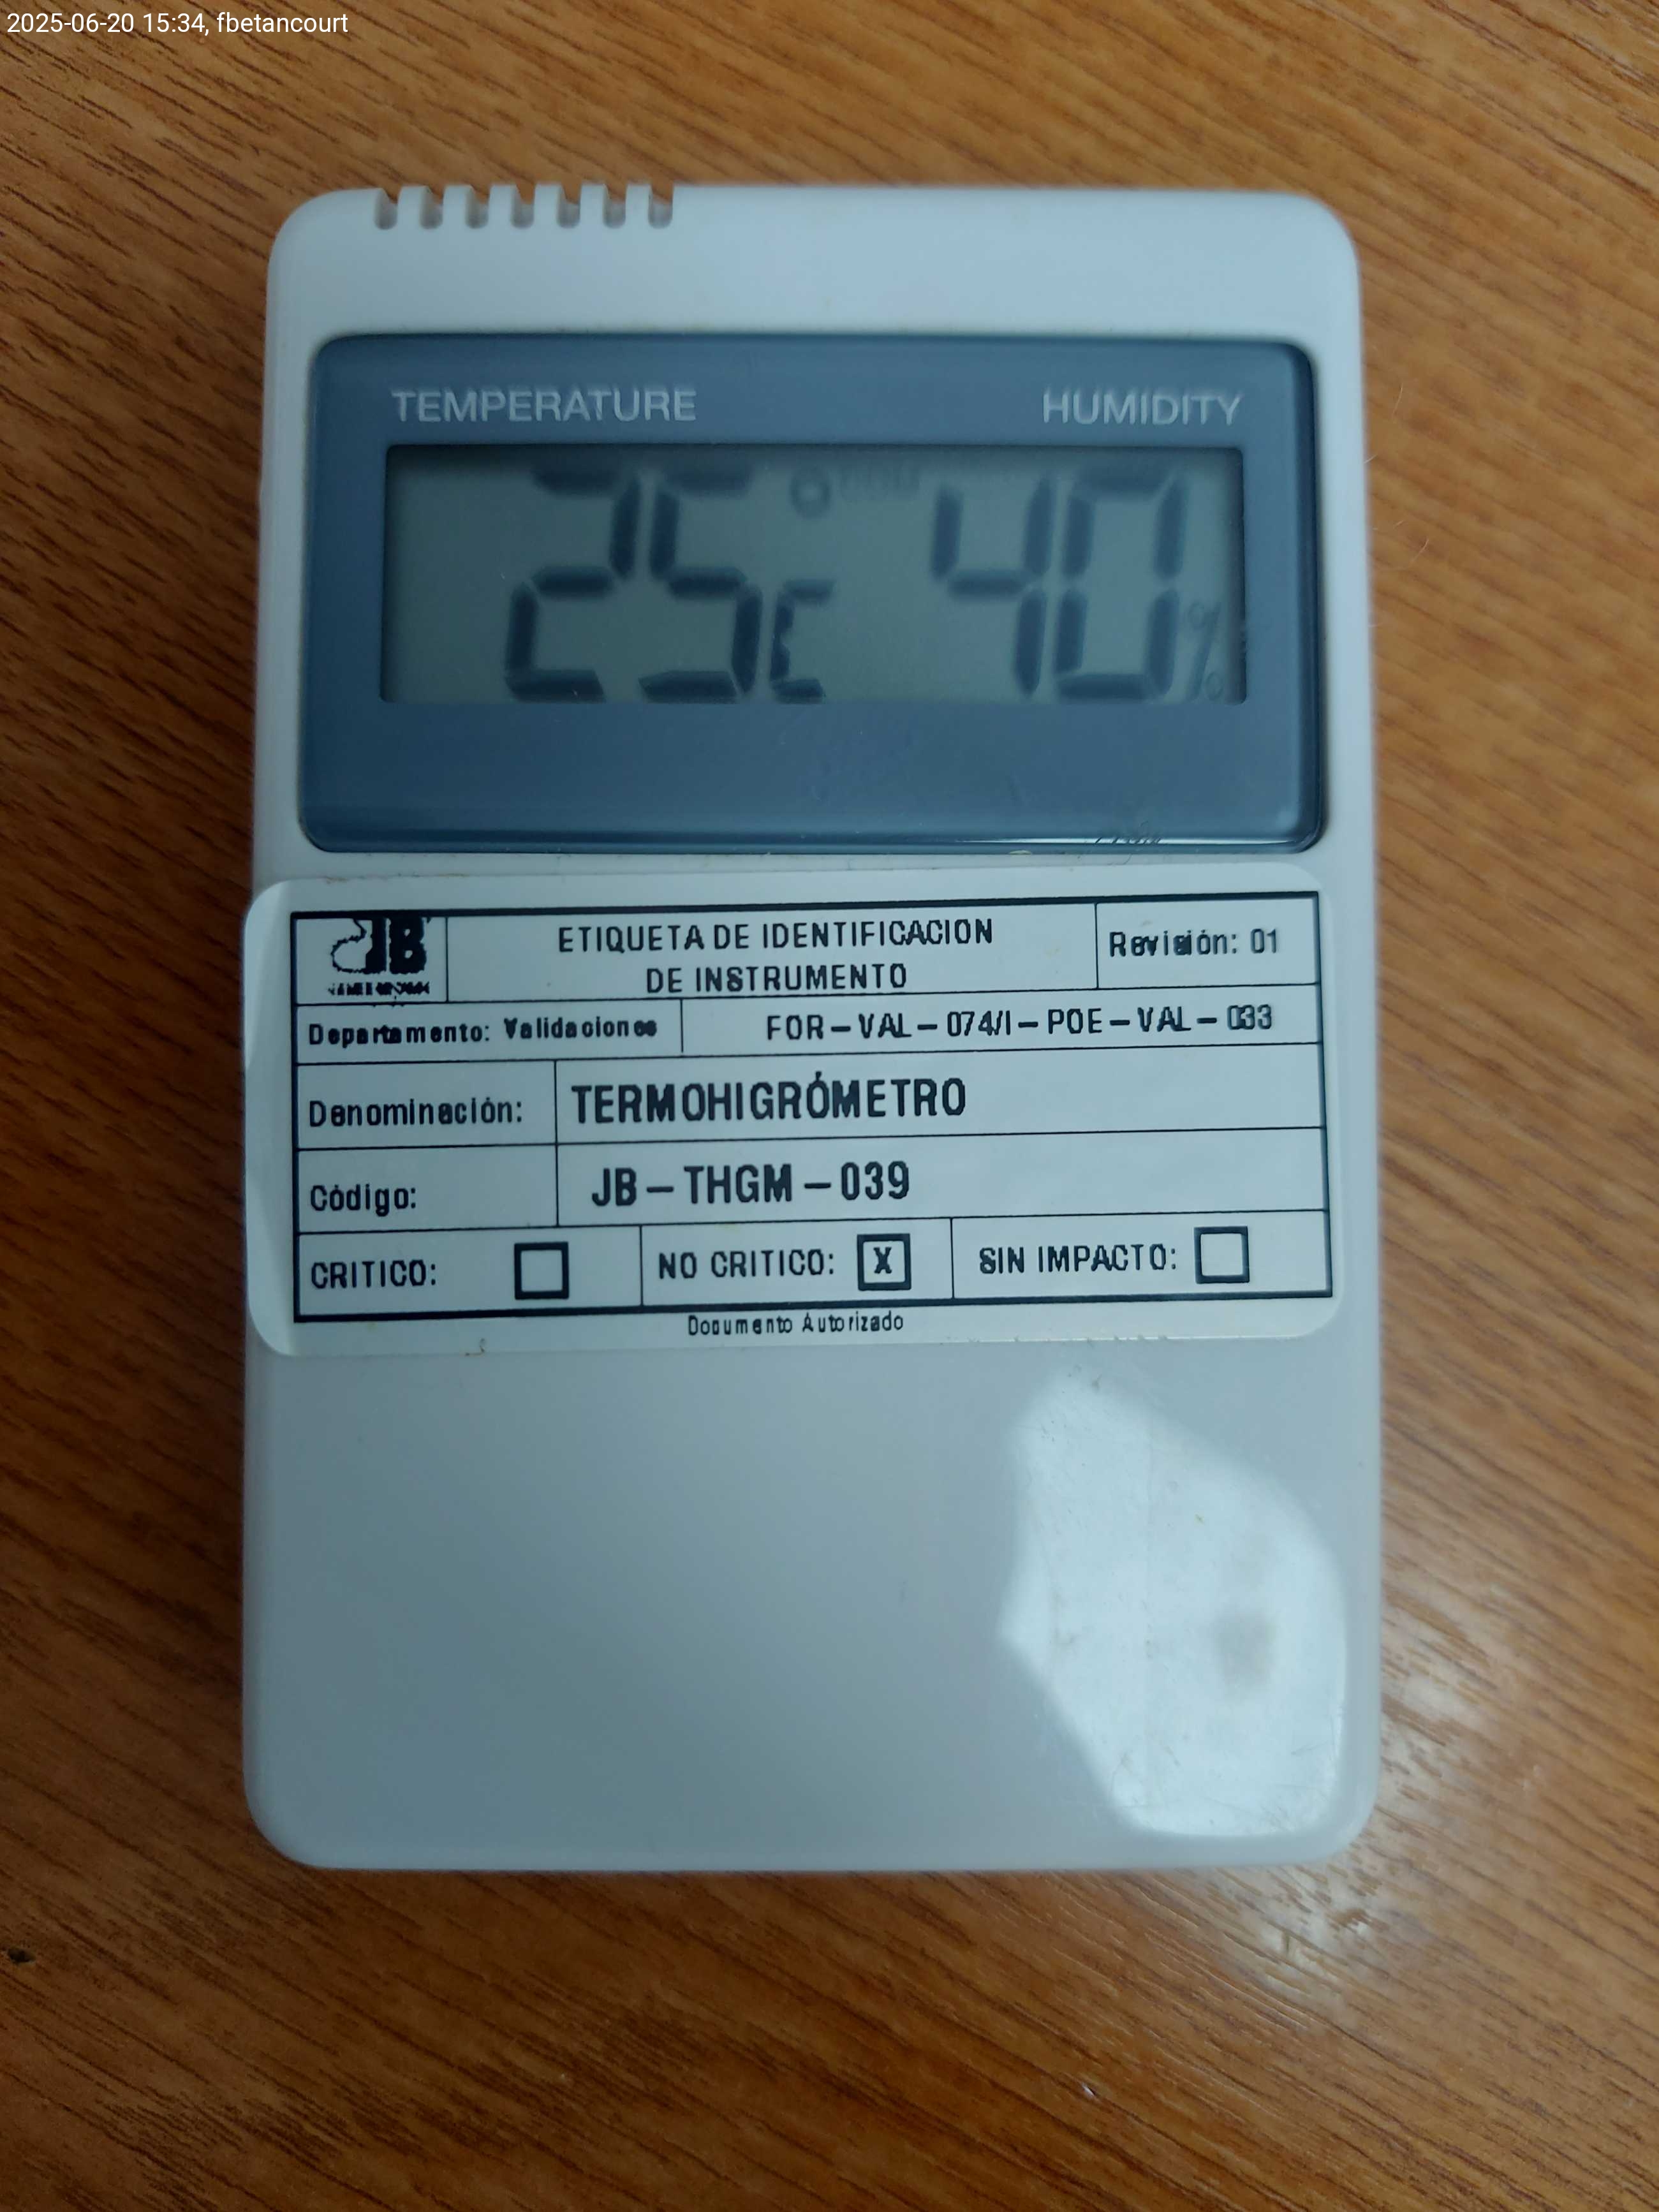 2025-06-20 15:34, fbetancourt
TEMPERATURE HUMIDITY
25°C 40%
JB
ETIQUETA DE IDENTIFICACION
DE INSTRUMENTO
Revisión: 01
Departamento: Validaciones FOR-VAL-074/I-POE-VAL-033
Denominación: TERMOHIGRÓMETRO
Código: JB-THGM-039
CRITICO: NO CRITICO: X SIN IMPACTO:
Documento Autorizado